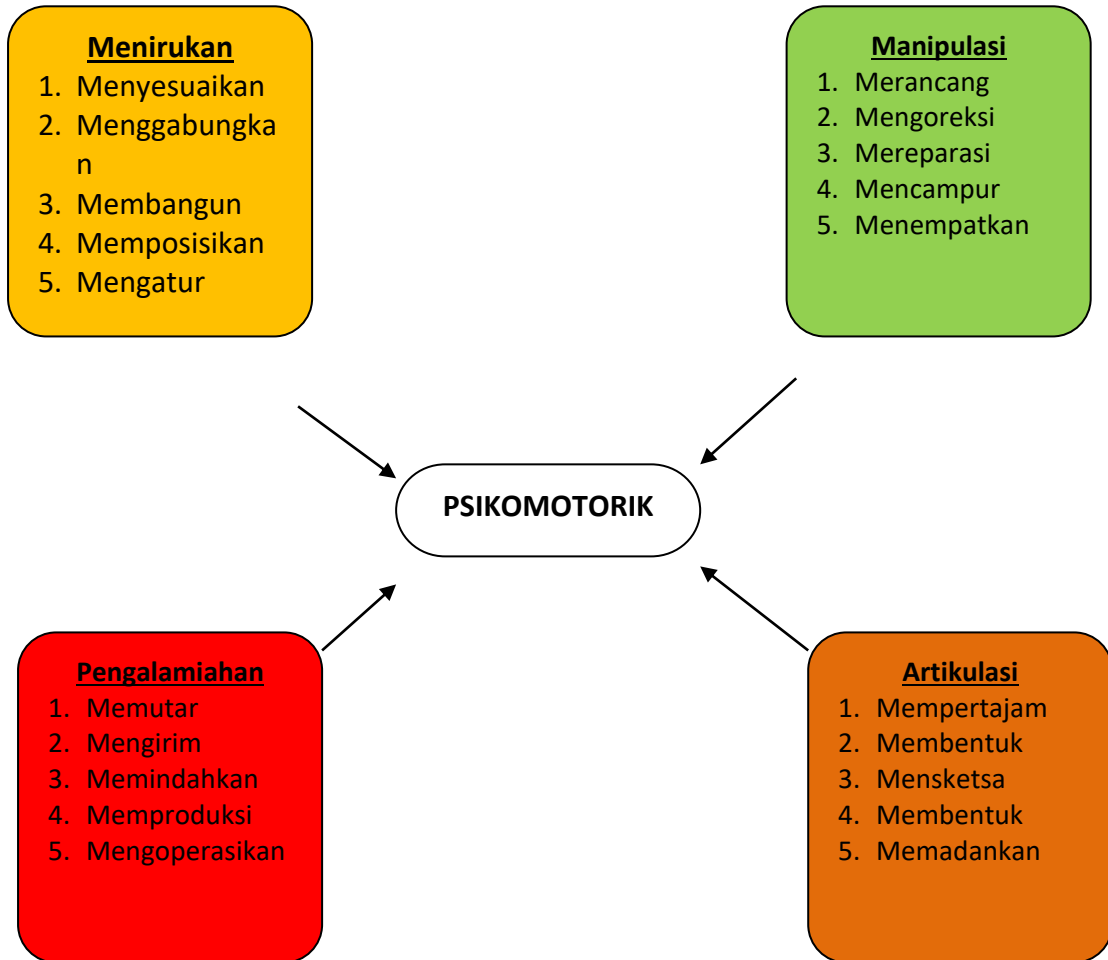 Menirukan
1. Menyesuaikan
2. Menggabungka
n
3. Membangun
4. Memposisikan
5. Mengatur
Manipulasi
1. Merancang
2. Mengoreksi
3. Mereparasi
4. Mencampur
5. Menempatkan
PSIKOMOTORIK
Pengalamiahan
1. Memutar
2. Mengirim
3. Memindahkan
4. Memproduksi
5. Mengoperasikan
Artikulasi
1. Mempertajam
2. Membentuk
3. Mensketsa
4. Membentuk
5. Memadankan